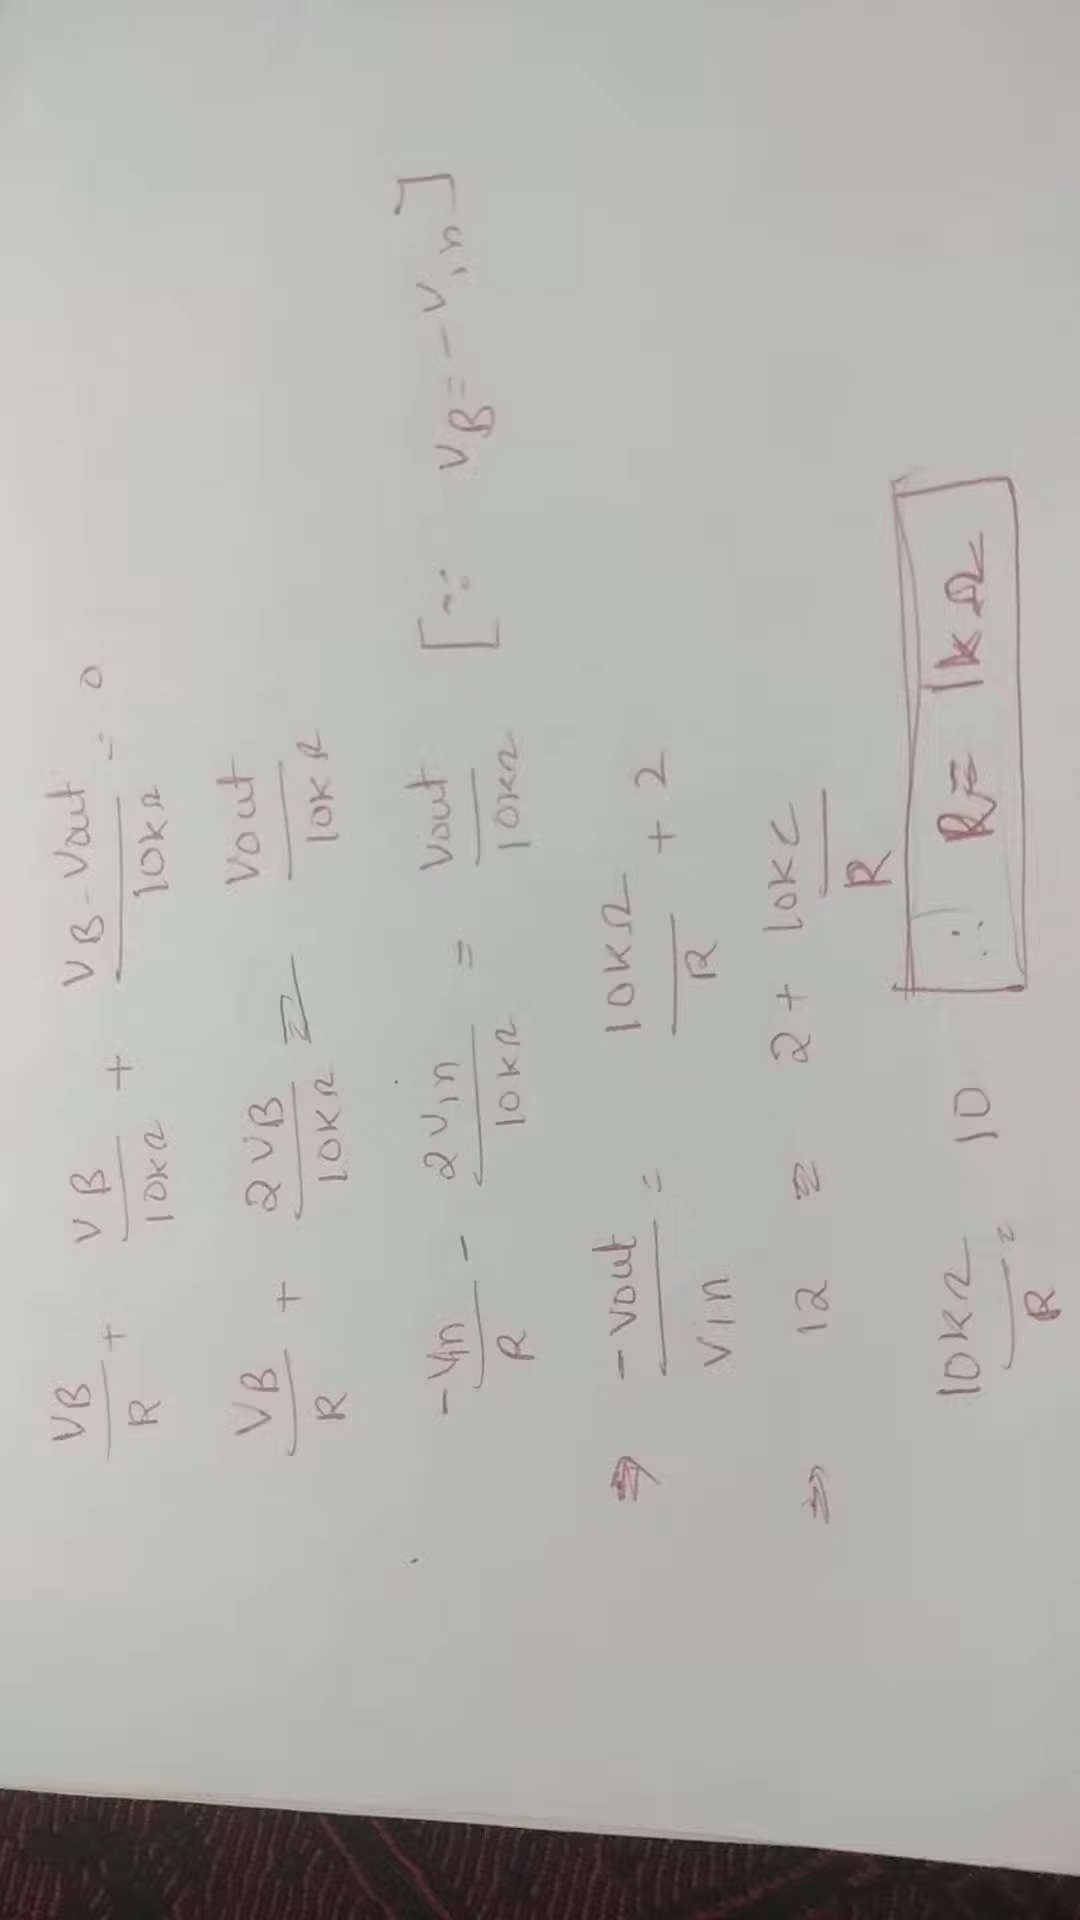 VB/R + VB/10KΩ + VB-Vout/10KΩ = 0
VB/R + 2VB/10KΩ = Vout/10KΩ
-Vin/R - 2Vin/10KΩ = Vout/10KΩ [∵ VB = -Vin]
⇒ -Vout/Vin = 10KΩ/R + 2
⇒ 12 = 2 + 10KΩ/R
10KΩ/R = 10 ∴ R = 1KΩ